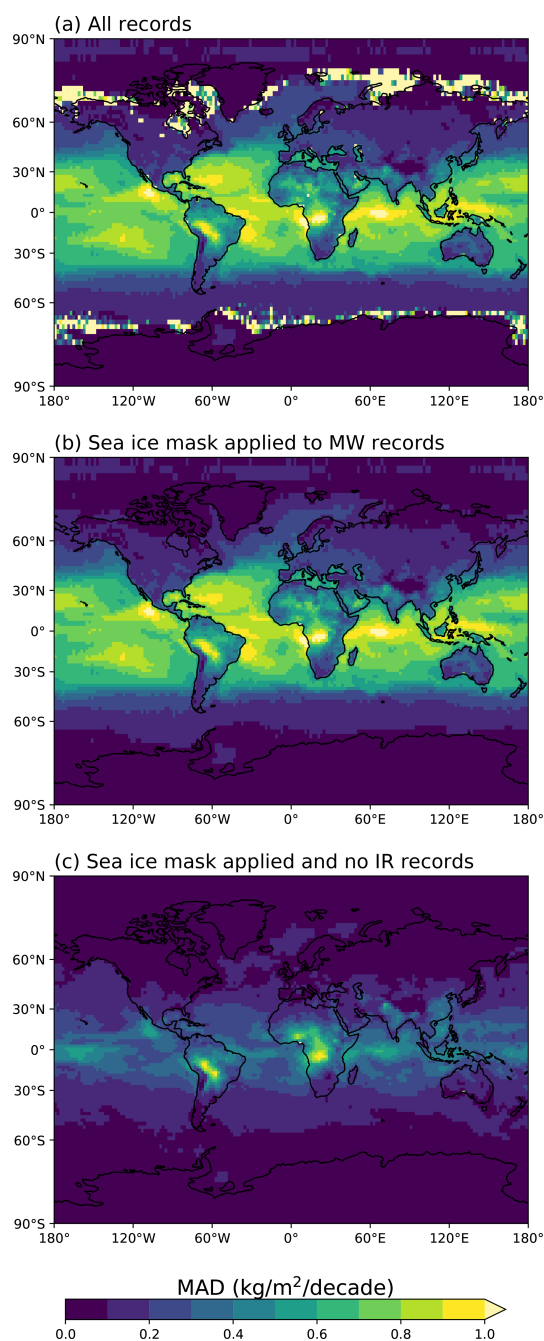 (a) All records
90°N
60°N
30°N
0°
30°S
60°S
90°S
180° 120°W 60°W 0° 60°E 120°E 180°
(b) Sea ice mask applied to MW records
90°N
60°N
30°N
0°
30°S
60°S
90°S
180° 120°W 60°W 0° 60°E 120°E 180°
(c) Sea ice mask applied and no IR records
90°N
60°N
30°N
0°
30°S
60°S
90°S
180° 120°W 60°W 0° 60°E 120°E 180°
MAD (kg/m²/decade)
0.0 0.2 0.4 0.6 0.8 1.0